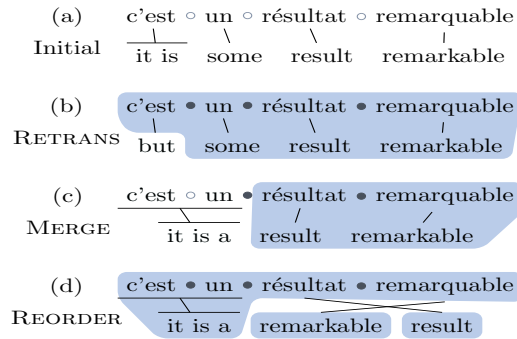 (a) c'est ○ un ○ résultat ○ remarquable
Initial it is some result remarkable
(b) c'est ● un ● résultat ● remarquable
RETRANS but some result remarkable
(c) c'est ○ un ● résultat ● remarquable
MERGE it is a result remarkable
(d) c'est ● un ● résultat ● remarquable
REORDER it is a remarkable result